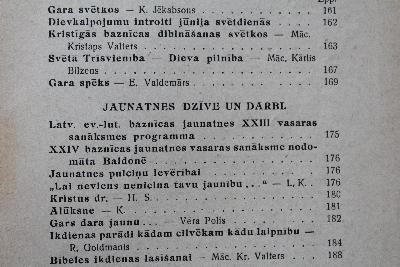 Gara svētkos — K. Jēkabsons . . . . . . . . 161
Dievkalpojumu introiti jūnija svētdienās . . . . . 162
Kristīgās baznīcas dibināšanas svētkos — Māc.
Kristaps Valters . . . . . . . . . . . 163
Svēta Trīsvienība — Dieva pilnība — Māc. Kārlis
Bilzens . . . . . . . . . . . . . 167
Gara spēks — E. Valdemārs . . . . . . . . 169
JAUNATNES DZĪVE UN DARBI.
Latv. ev.-lut. baznīcas jaunatnes XXIII vasaras
sanāksmes programma . . . . . . . . . 175
XXIV baznīcas jaunatnes vasaras sanāksme nodo-
māta Baldonē . . . . . . . . . . . . 176
Jaunatnes pulciņu ievērībai . . . . . . . . . 176
„Lai neviens nenicina tavu jaunību . . ." — L. K. . 176
Kristus dr. — H. S. . . . . . . . . . . . 180
Alūksne — K. . . . . . . . . . . . . 181
Gars dara jaunu . . . — Vēra Polis . . . . . . 182
Ikdienas parādi kādam cilvēkam kādu laipnību —
R. Goldmanis . . . . . . . . . . . . 184
Bībeles ikdienas lasīšanai — Māc. Kr. Valters . . 188